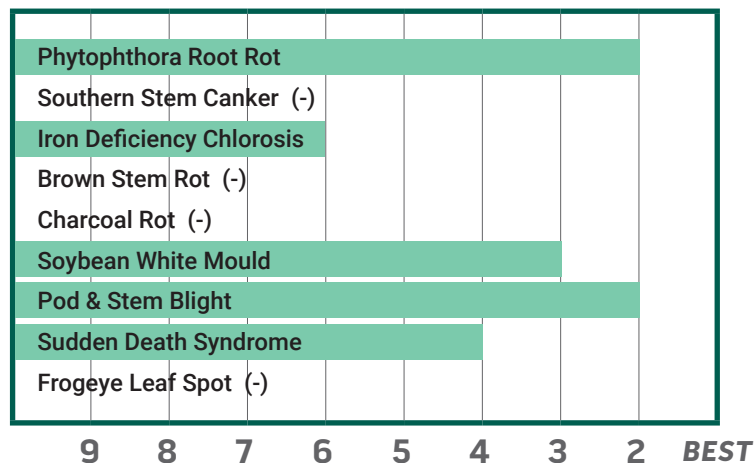 Phytophthora Root Rot
Southern Stem Canker (-)
Iron Deficiency Chlorosis
Brown Stem Rot (-)
Charcoal Rot (-)
Soybean White Mould
Pod & Stem Blight
Sudden Death Syndrome
Frogeye Leaf Spot (-)
9 8 7 6 5 4 3 2 BEST